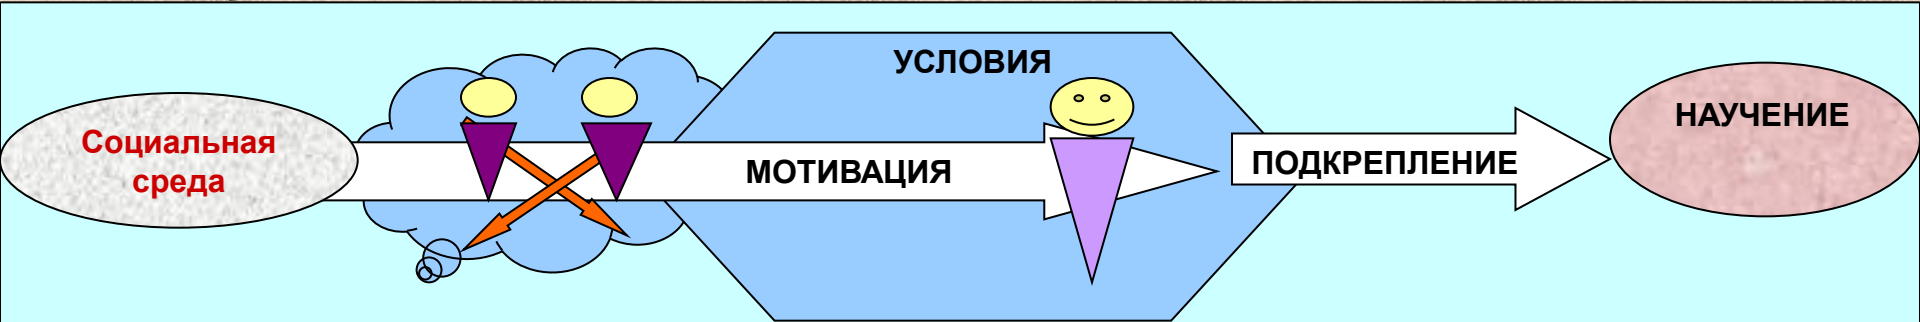 Социальная
среда
МОТИВАЦИЯ
УСЛОВИЯ
ПОДКРЕПЛЕНИЕ
НАУЧЕНИЕ